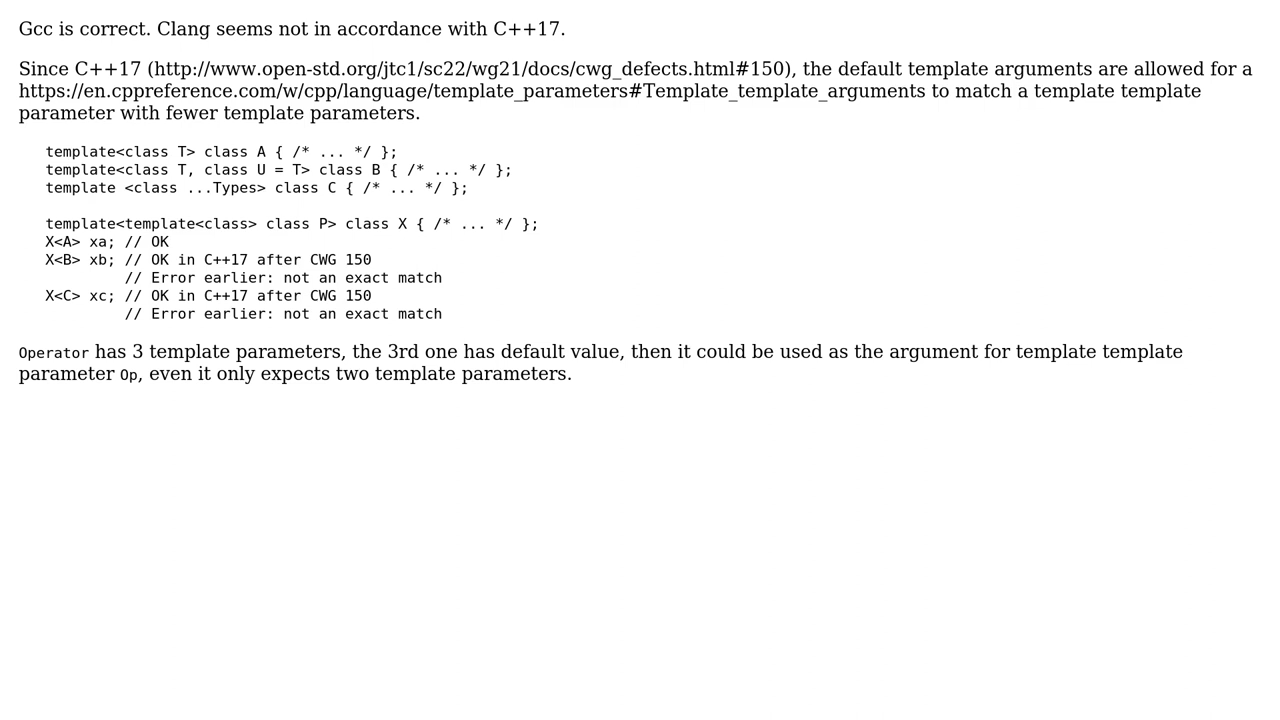 Gcc is correct. Clang seems not in accordance with C++17.
Since C++17 (http://www.open-std.org/jtc1/sc22/wg21/docs/cwg_defects.html#150), the default template arguments are allowed for a
https://en.cppreference.com/w/cpp/language/template_parameters#Template_template_arguments to match a template template
parameter with fewer template parameters.
template<class T> class A { /* ... */ };
template<class T, class U = T> class B { /* ... */ };
template <class ...Types> class C { /* ... */ };
template<template<class> class P> class X { /* ... */ };
X<A> xa; // OK
X<B> xb; // OK in C++17 after CWG 150
// Error earlier: not an exact match
X<C> xc; // OK in C++17 after CWG 150
// Error earlier: not an exact match
Operator has 3 template parameters, the 3rd one has default value, then it could be used as the argument for template template
parameter Op, even it only expects two template parameters.